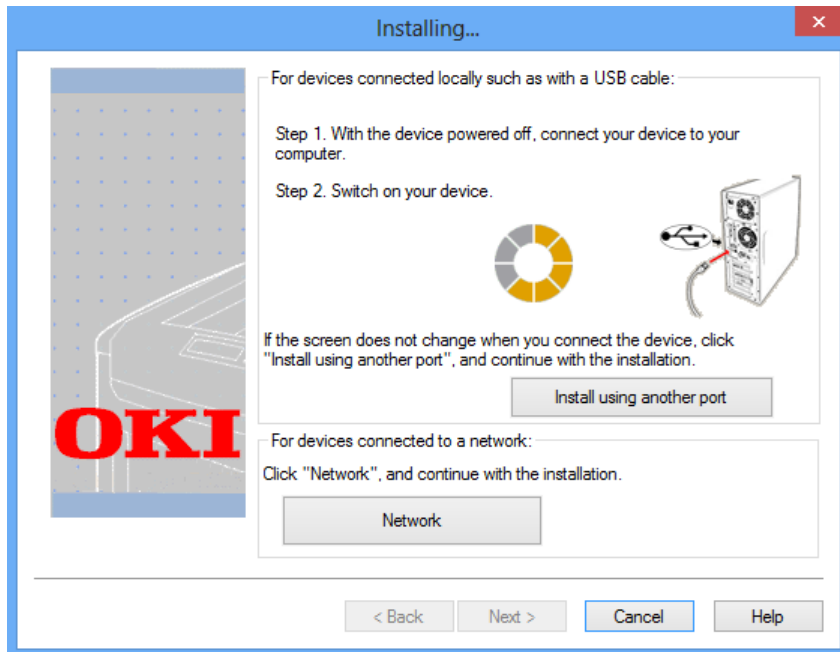 Installing...
For devices connected locally such as with a USB cable:
Step 1. With the device powered off, connect your device to your
computer.
Step 2. Switch on your device.
If the screen does not change when you connect the device, click
"Install using another port", and continue with the installation.
Install using another port
OKI
For devices connected to a network:
Click "Network", and continue with the installation.
Network
< Back
Next >
Cancel
Help